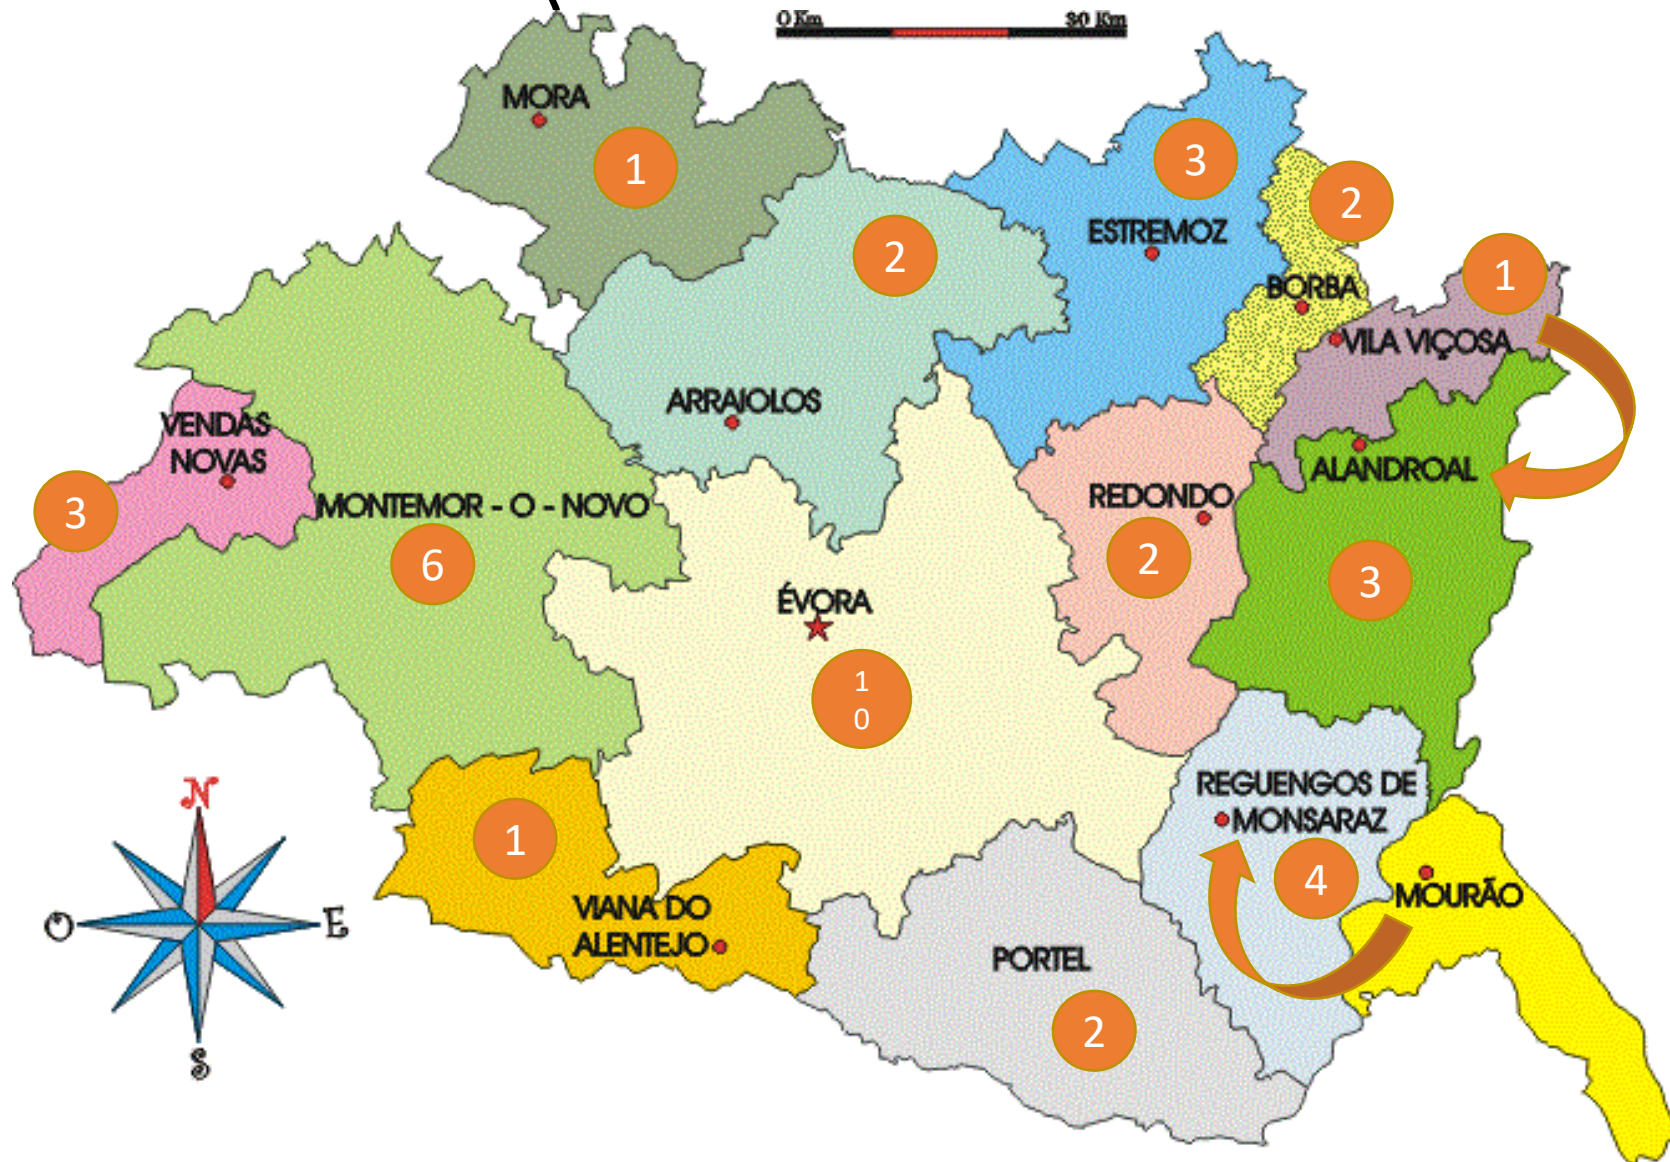 0 Km
30 Km
MORA
1
3
2
ESTREMOZ
2
1
BORBA
VILA VIÇOSA
ARRAIOLOS
VENDAS
NOVAS
3
MONTEMOR - O - NOVO
6
REDONDO
2
ALANDROAL
3
ÉVORA
1
0
REGUENGOS DE
MONSARAZ
4
MOURÃO
1
VIANA DO
ALENTEJO
PORTEL
2
N
O
E
S